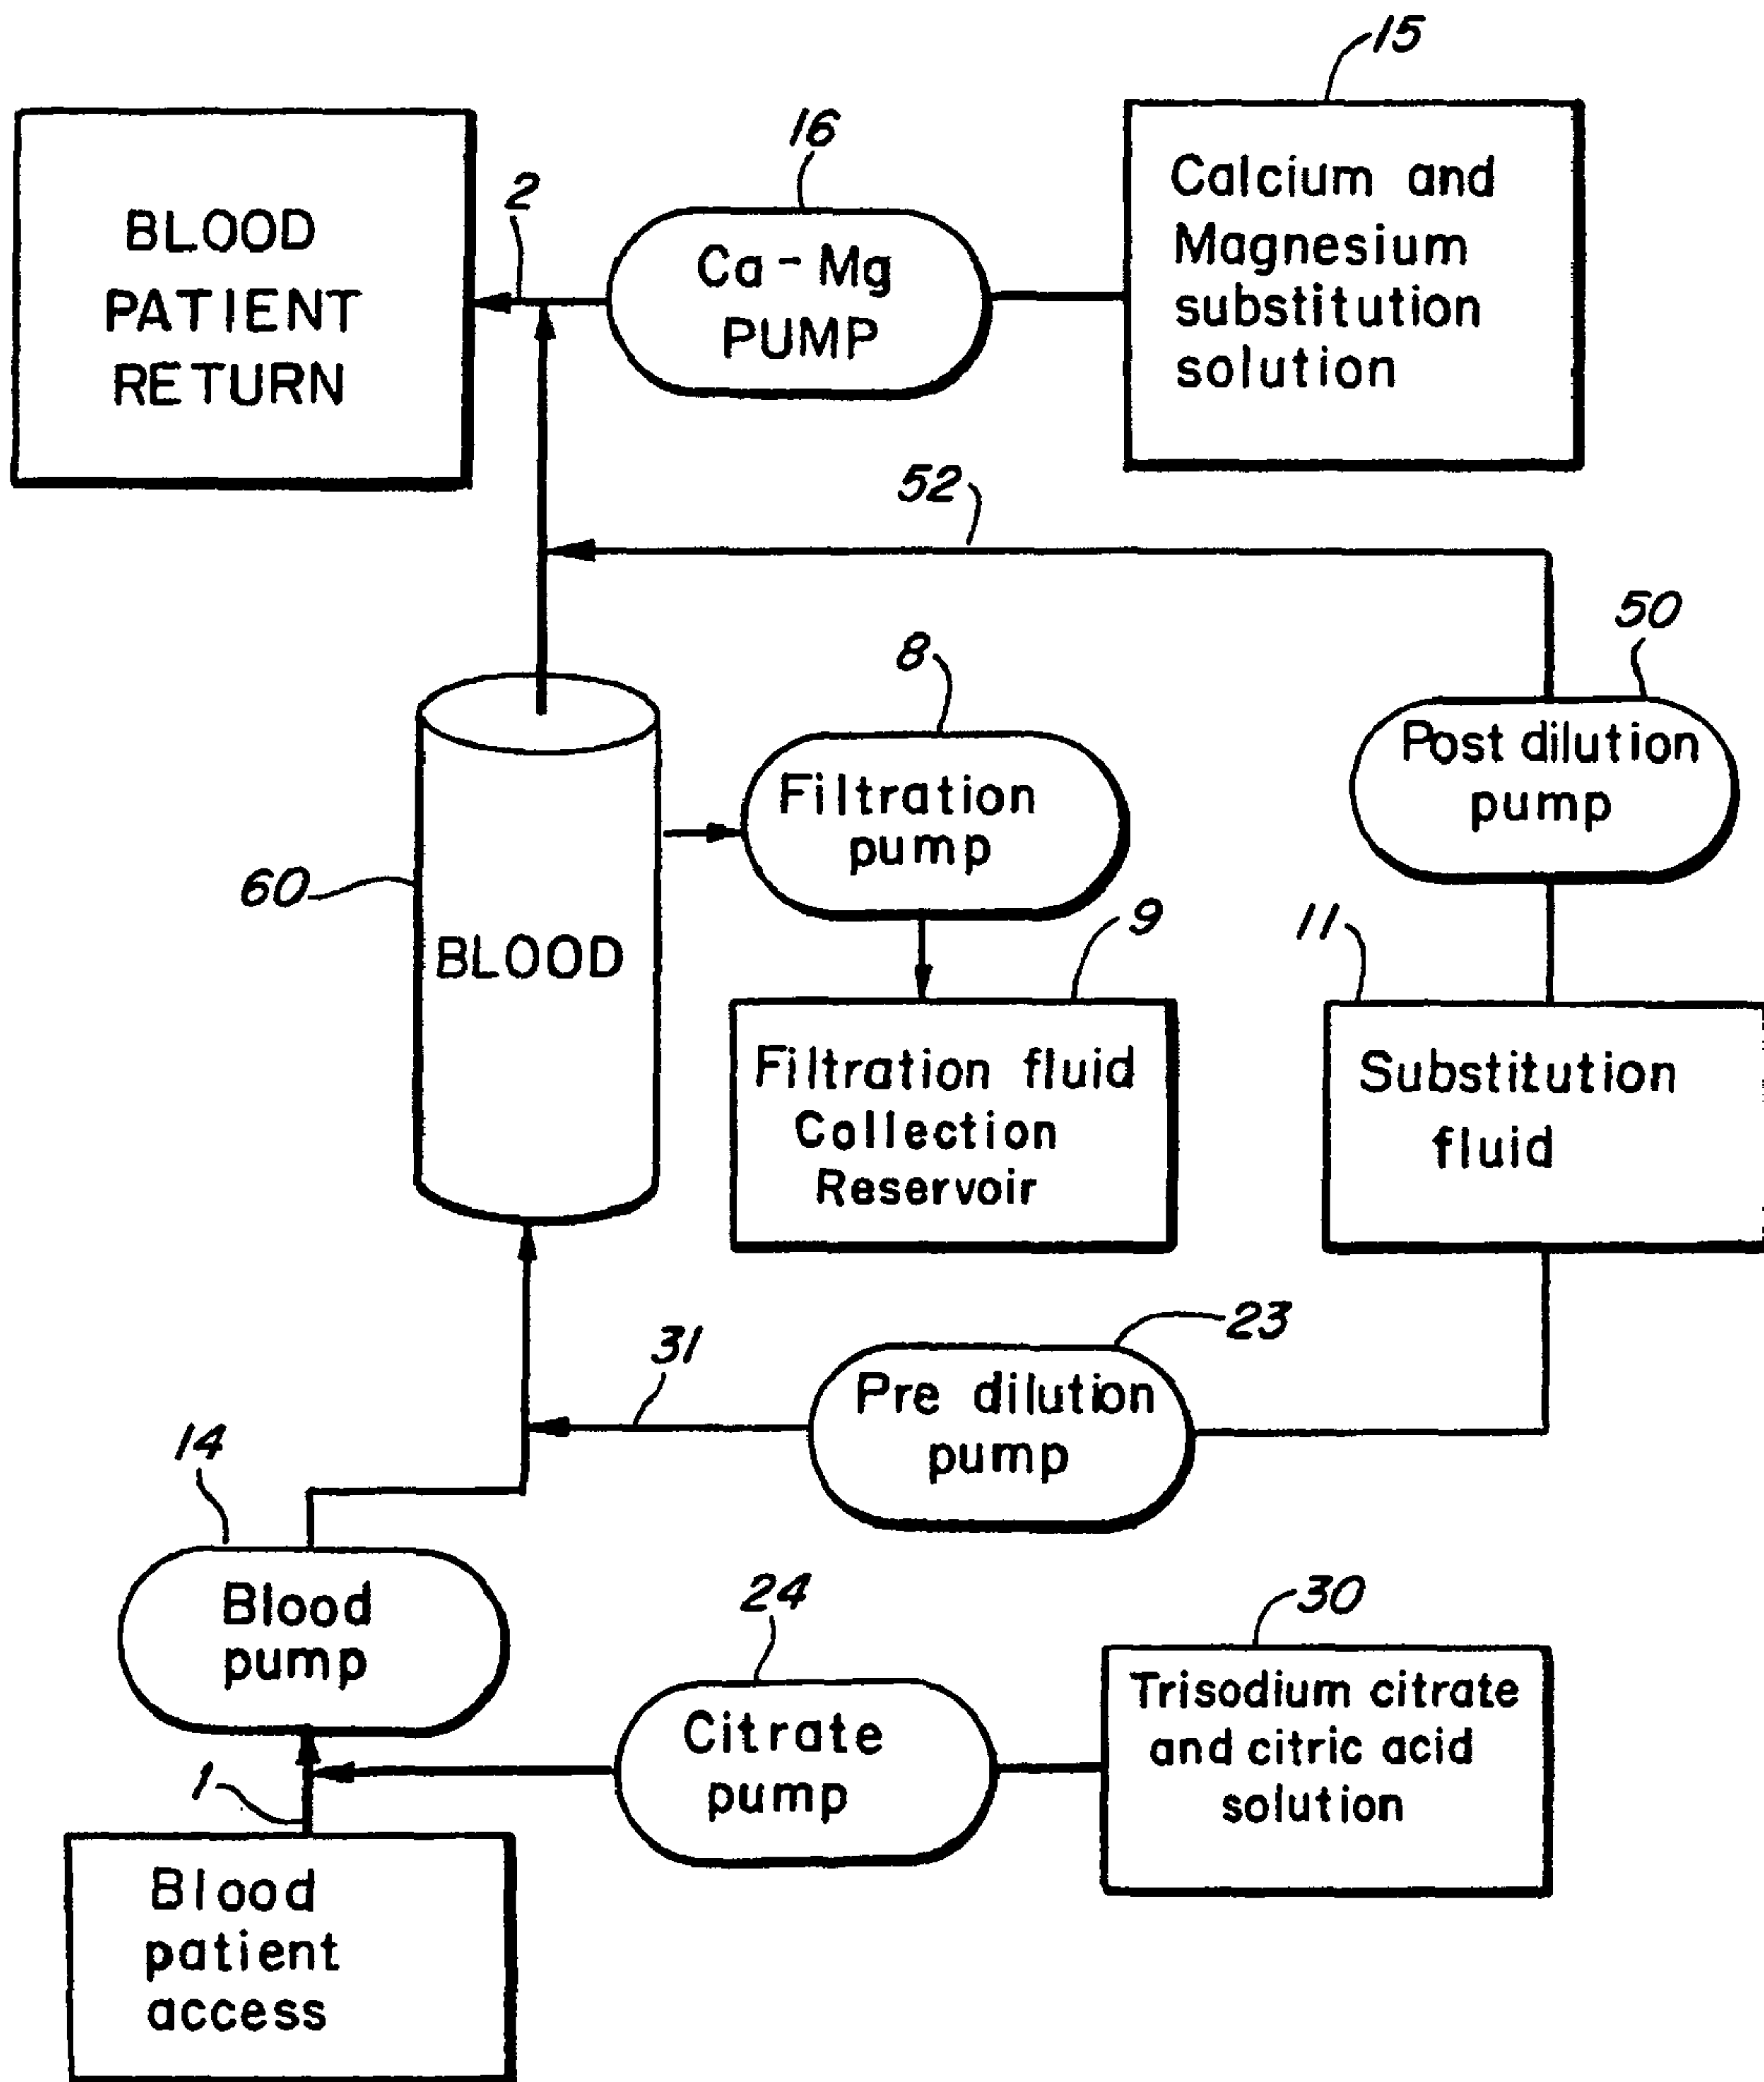 15
16
2
BLOOD
PATIENT
RETURN
Ca-Mg
PUMP
Calcium and
Magnesium
substitution
solution
52
50
8
Post dilution
pump
Filtration
pump
60
BLOOD
9
11
Filtration fluid
Collection
Reservoir
Substitution
fluid
23
31
Pre dilution
pump
14
Blood
pump
24
30
Citrate
pump
Trisodium citrate
and citric acid
solution
1
Blood
patient
access